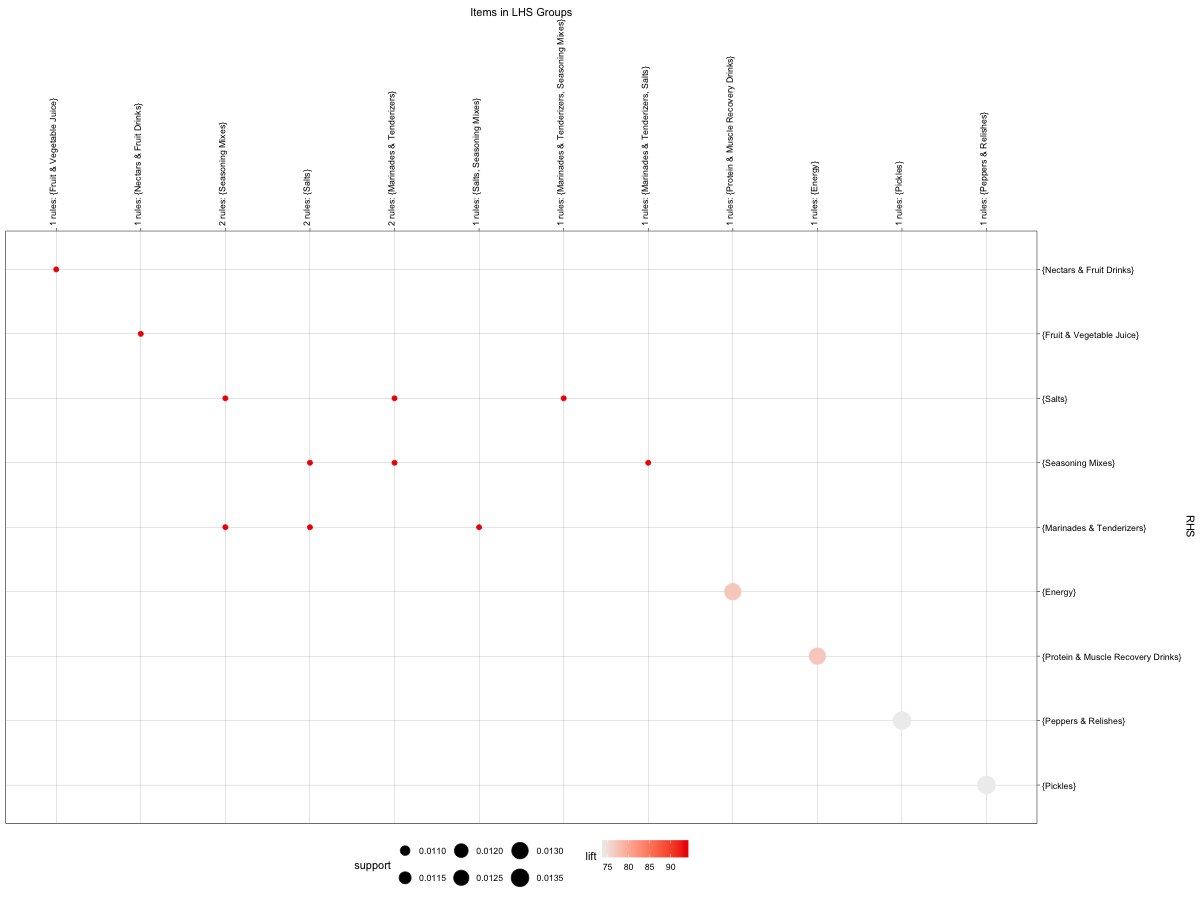 Items in LHS Groups
1 rules: {Fruit & Vegetable Juice}
1 rules: {Nectars & Fruit Drinks}
2 rules: {Seasoning Mixes}
2 rules: {Salts}
2 rules: {Marinades & Tenderizers}
1 rules: {Salts, Seasoning Mixes}
1 rules: {Marinades & Tenderizers, Seasoning Mixes}
1 rules: {Marinades & Tenderizers, Salts}
1 rules: {Protein & Muscle Recovery Drinks}
1 rules: {Energy}
1 rules: {Pickles}
1 rules: {Peppers & Relishes}
{Nectars & Fruit Drinks}
{Fruit & Vegetable Juice}
{Salts}
{Seasoning Mixes}
{Marinades & Tenderizers}
{Energy}
{Protein & Muscle Recovery Drinks}
{Peppers & Relishes}
{Pickles}
RHS
support
0.0110 0.0120 0.0130
0.0115 0.0125 0.0135
lift
75 80 85 90